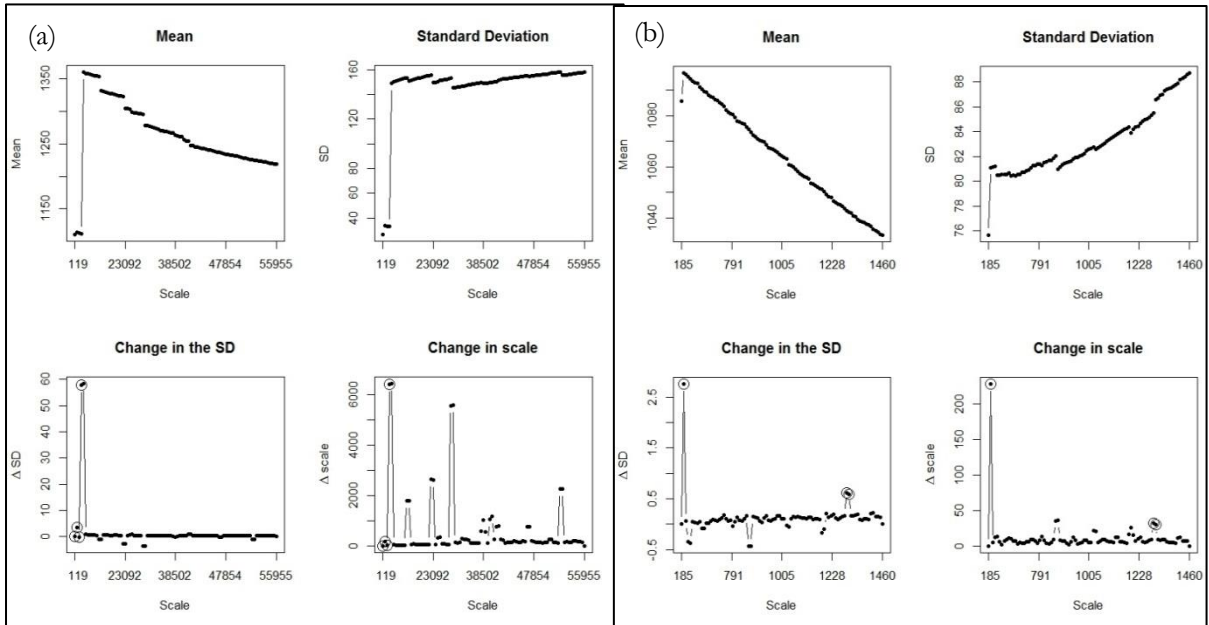 (a)
Mean
Mean
1150 1250 1350
119 23092 38502 47854 55955
Scale
Standard Deviation
SD
40 80 120 160
119 23092 38502 47854 55955
Scale
Change in the SD
Δ SD
0 10 20 30 40 50 60
119 23092 38502 47854 55955
Scale
Change in scale
Δ scale
0 2000 4000 6000
119 23092 38502 47854 55955
Scale
(b)
Mean
Mean
1040 1060 1080
185 791 1005 1228 1460
Scale
Standard Deviation
SD
76 78 80 82 84 86 88
185 791 1005 1228 1460
Scale
Change in the SD
Δ SD
-0.5 0.5 1.5 2.5
185 791 1005 1228 1460
Scale
Change in scale
Δ scale
0 50 100 150 200
185 791 1005 1228 1460
Scale